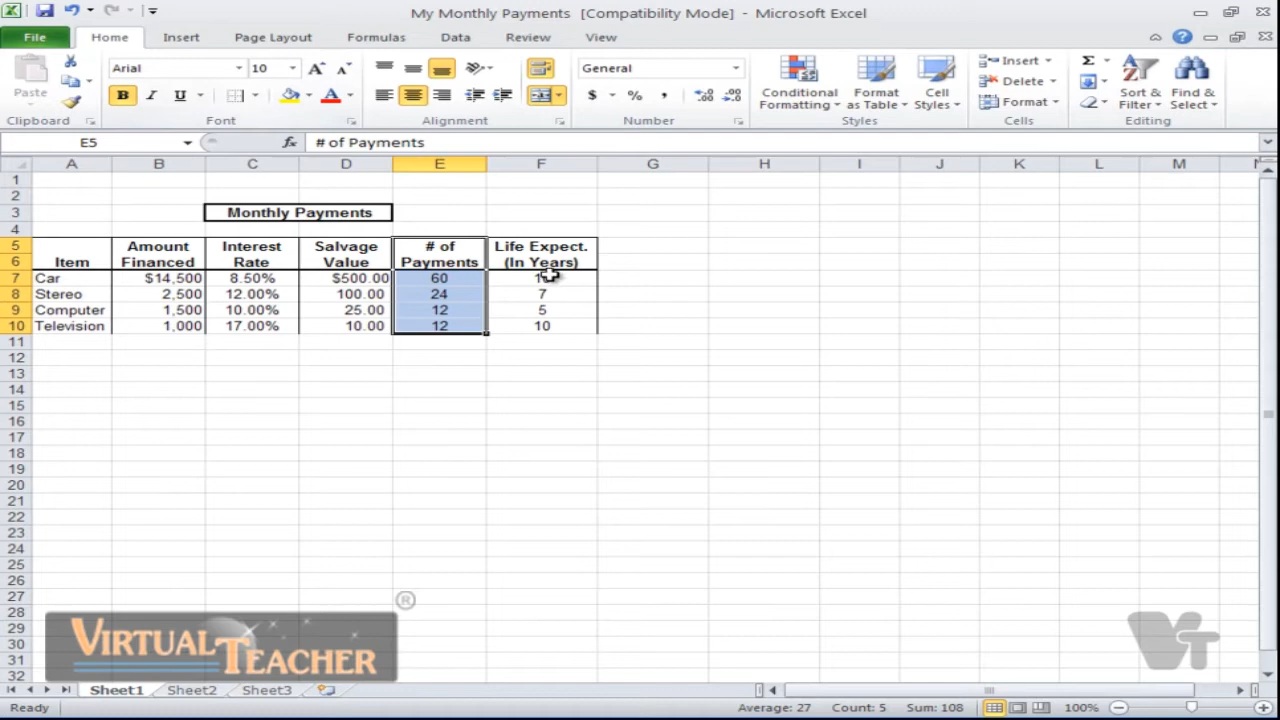 My Monthly Payments [Compatibility Mode] - Microsoft Excel
File Home Insert Page Layout Formulas Data Review View
Paste
Clipboard
Arial 10
B I U A
Font
Alignment
General
$ % ,
Number
Conditional Formatting
Format as Table
Cell Styles
Styles
Insert
Delete
Format
Cells
Σ
Sort & Filter
Find & Select
Editing
E5 fx # of Payments
A B C D E F G H I J K L M
1
2
3 Monthly Payments
4
5 Amount Interest Salvage # of Life Expect.
6 Item Financed Rate Value Payments (In Years)
7 Car $14,500 8.50% $500.00 60
8 Stereo 2,500 12.00% 100.00 24 7
9 Computer 1,500 10.00% 25.00 12 5
10 Television 1,000 17.00% 10.00 12 10
11
12
13
14
15
16
17
18
19
20
21
22
23
24
25
26
27
28
29
30
31
32
VIRTUAL TEACHER ®
VT
Sheet1 Sheet2 Sheet3
Ready Average: 27 Count: 5 Sum: 108 100%